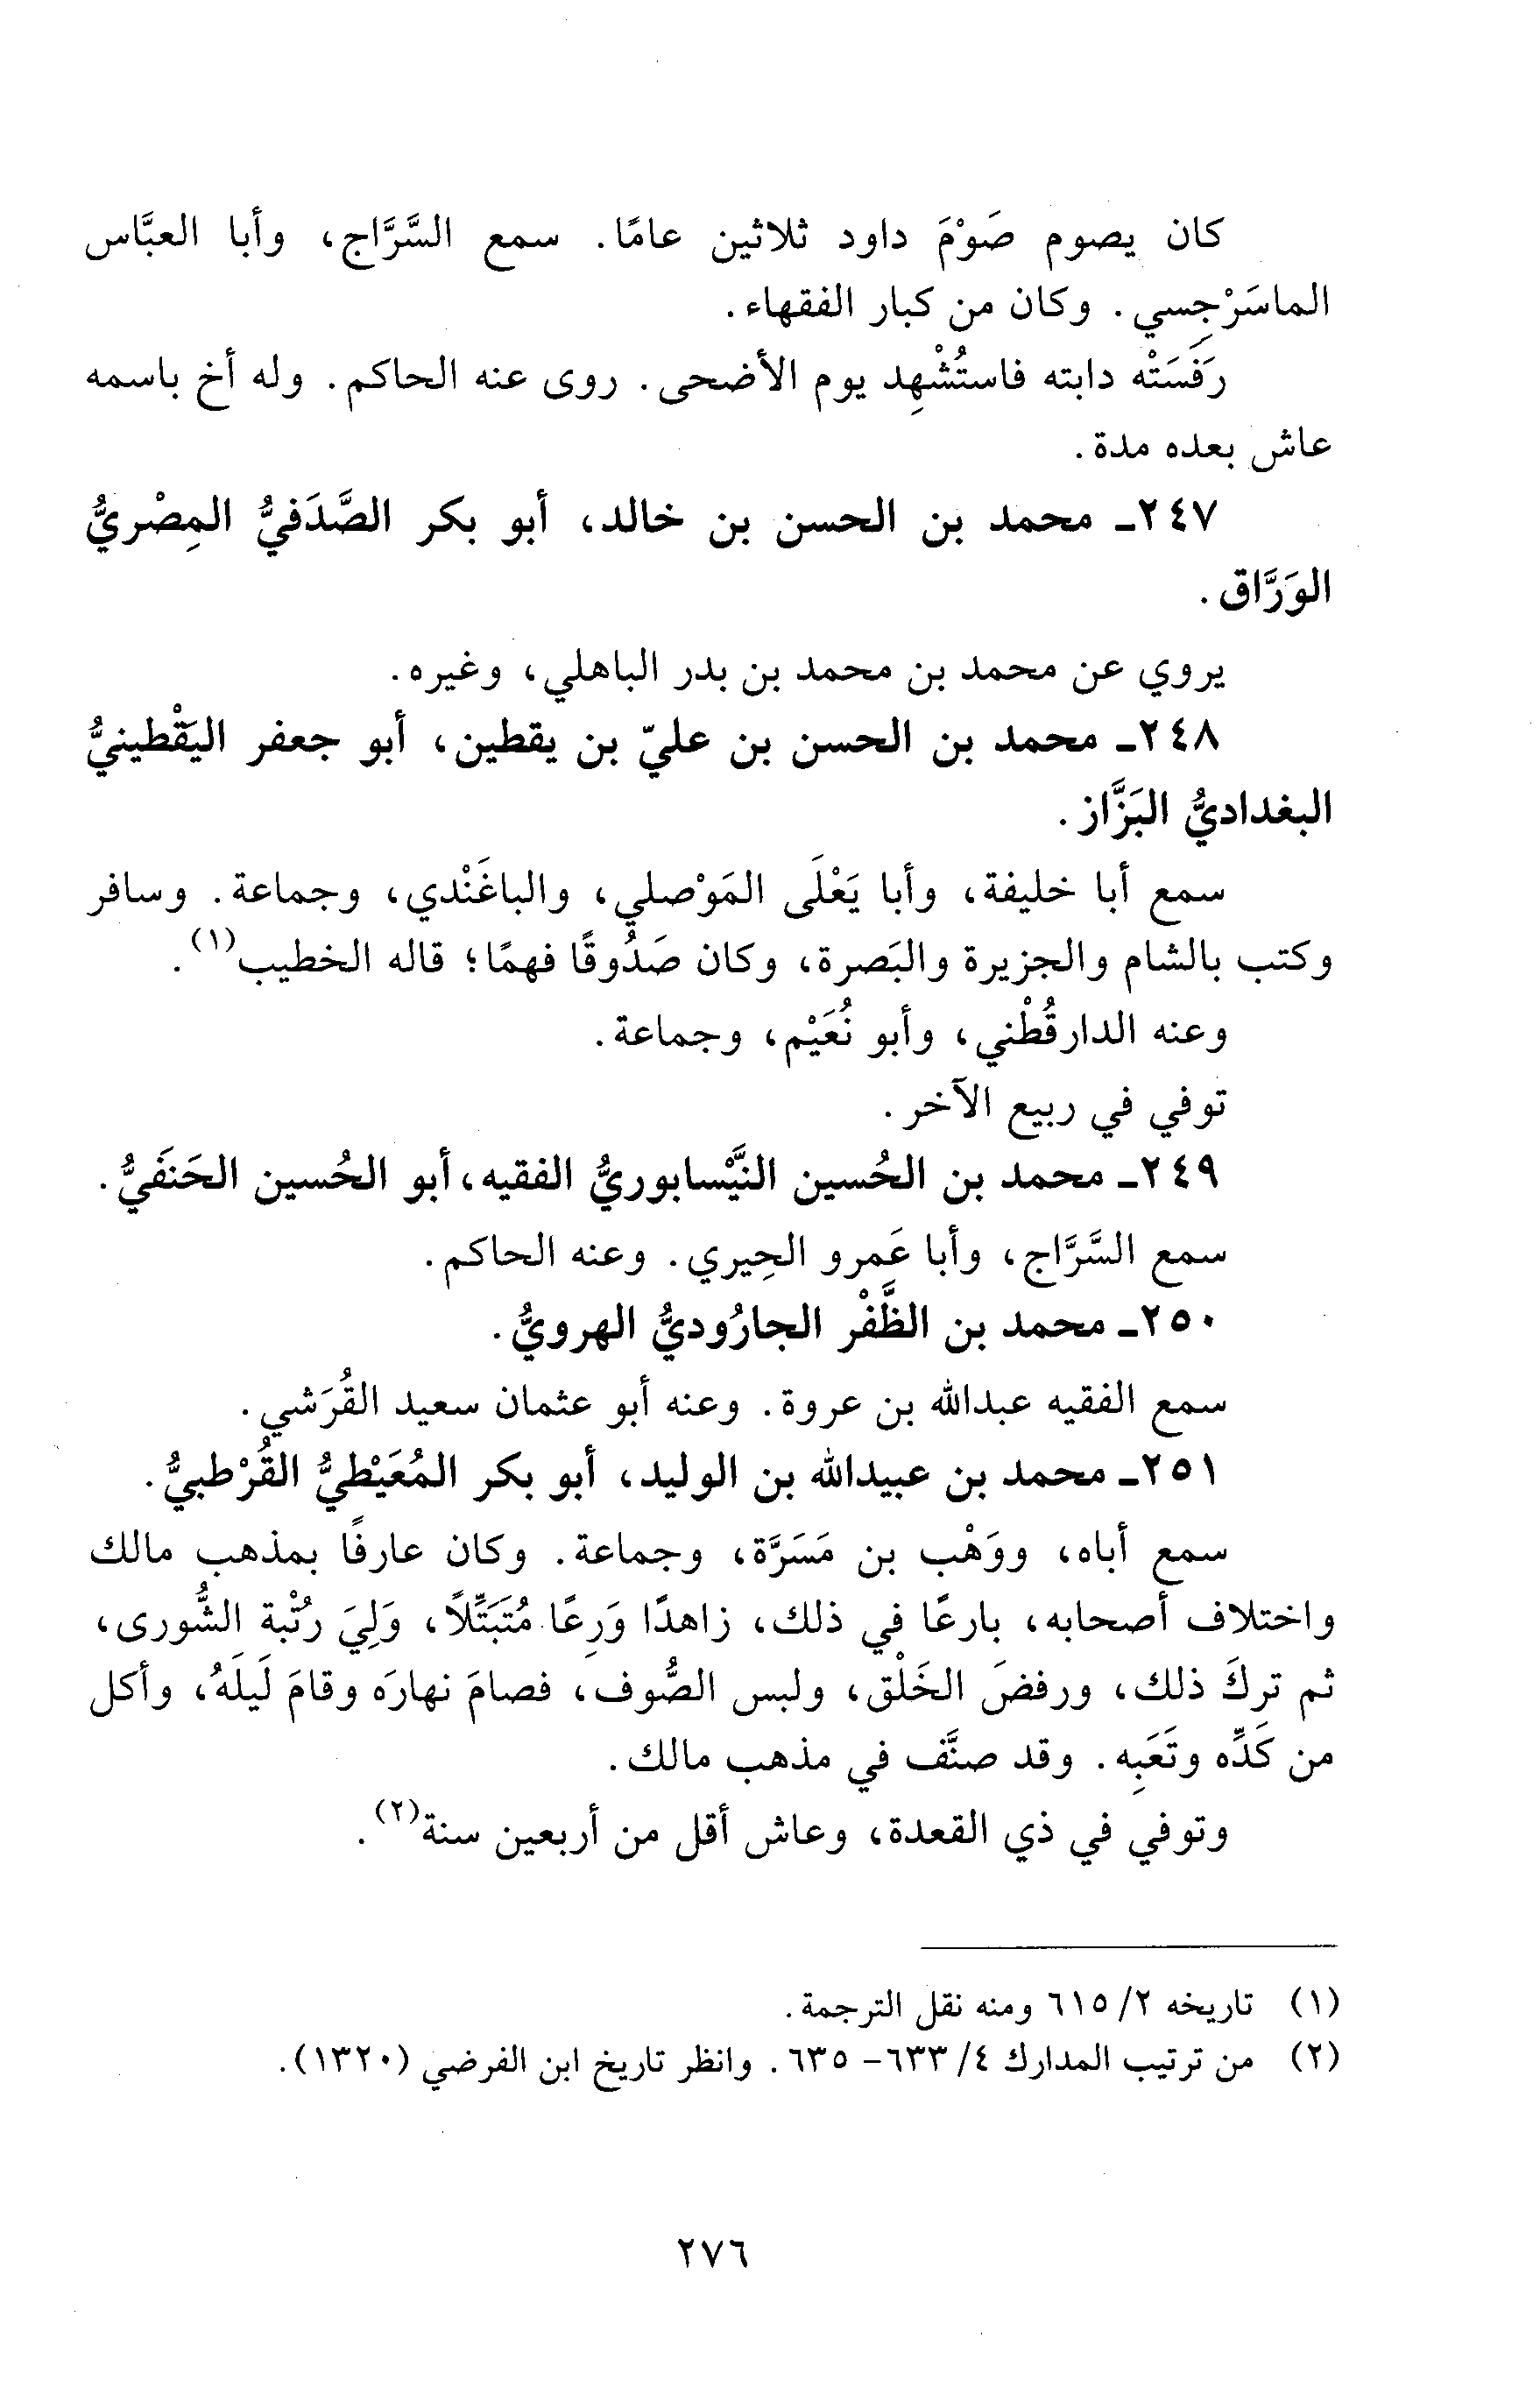 كان يصوم صَوْمَ داود ثلاثين عامًا. سمع السَّرَّاج، وأبا العبَّاس
الماسَرْجِسي. وكان من كبار الفقهاء.
رَفَسَتْه دابته فاستُشْهِد يوم الأضحى. روى عنه الحاكم. وله أخ باسمه
عاش بعده مدة.
٢٤٧ـ محمد بن الحسن بن خالد، أبو بكر الصَّدَفيُّ المِصْريُّ
الوَرَّاق.
يروي عن محمد بن محمد بن بدر الباهلي، وغيره.
٢٤٨ـ محمد بن الحسن بن عليّ بن يقطين، أبو جعفر اليَقْطينيُّ
البغداديُّ البَزَّاز.
سمع أبا خليفة، وأبا يَعْلَى المَوْصلي، والباغَنْدي، وجماعة. وسافر
وكتب بالشام والجزيرة والبَصرة، وكان صَدُوقًا فهمًا؛ قاله الخطيب(١).
وعنه الدارقُطْني، وأبو نُعَيْم، وجماعة.
توفي في ربيع الآخر.
٢٤٩ـ محمد بن الحُسين النَّيْسابوريُّ الفقيه، أبو الحُسين الحَنَفيُّ.
سمع السَّرَّاج، وأبا عَمرو الحِيري. وعنه الحاكم.
٢٥٠ـ محمد بن الظَّفْر الجارُوديُّ الهرويُّ.
سمع الفقيه عبدالله بن عروة. وعنه أبو عثمان سعيد القُرَشي.
٢٥١ـ محمد بن عبيدالله بن الوليد، أبو بكر المُعَيْطيُّ القُرْطبيُّ.
سمع أباه، ووَهْب بن مَسَرَّة، وجماعة. وكان عارفًا بمذهب مالك
واختلاف أصحابه، بارعًا في ذلك، زاهدًا وَرِعًا مُتَبَتِّلًا، وَلِيَ رتُبْة الشُّورى،
ثم تركَ ذلك، ورفضَ الخَلْق، ولبس الصُّوف، فصامَ نهارَه وقامَ لَيلَهُ، وأكل
من كَدِّه وتَعَبِه. وقد صنَّف في مذهب مالك.
وتوفي في ذي القعدة، وعاش أقل من أربعين سنة(٢).
(١) تاريخه ٢/ ٦١٥ ومنه نقل الترجمة.
(٢) من ترتيب المدارك ٤/ ٦٣٣- ٦٣٥. وانظر تاريخ ابن الفرضي (١٣٢٠).
٢٧٦